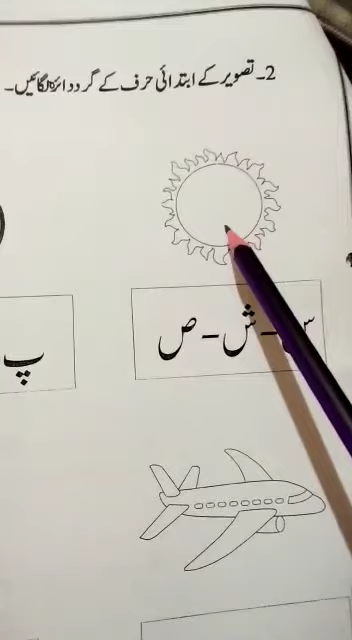 2۔ تصویر کے ابتدائی حرف کے گرد دائرہ لگائیں۔
س - ش - ص
پ